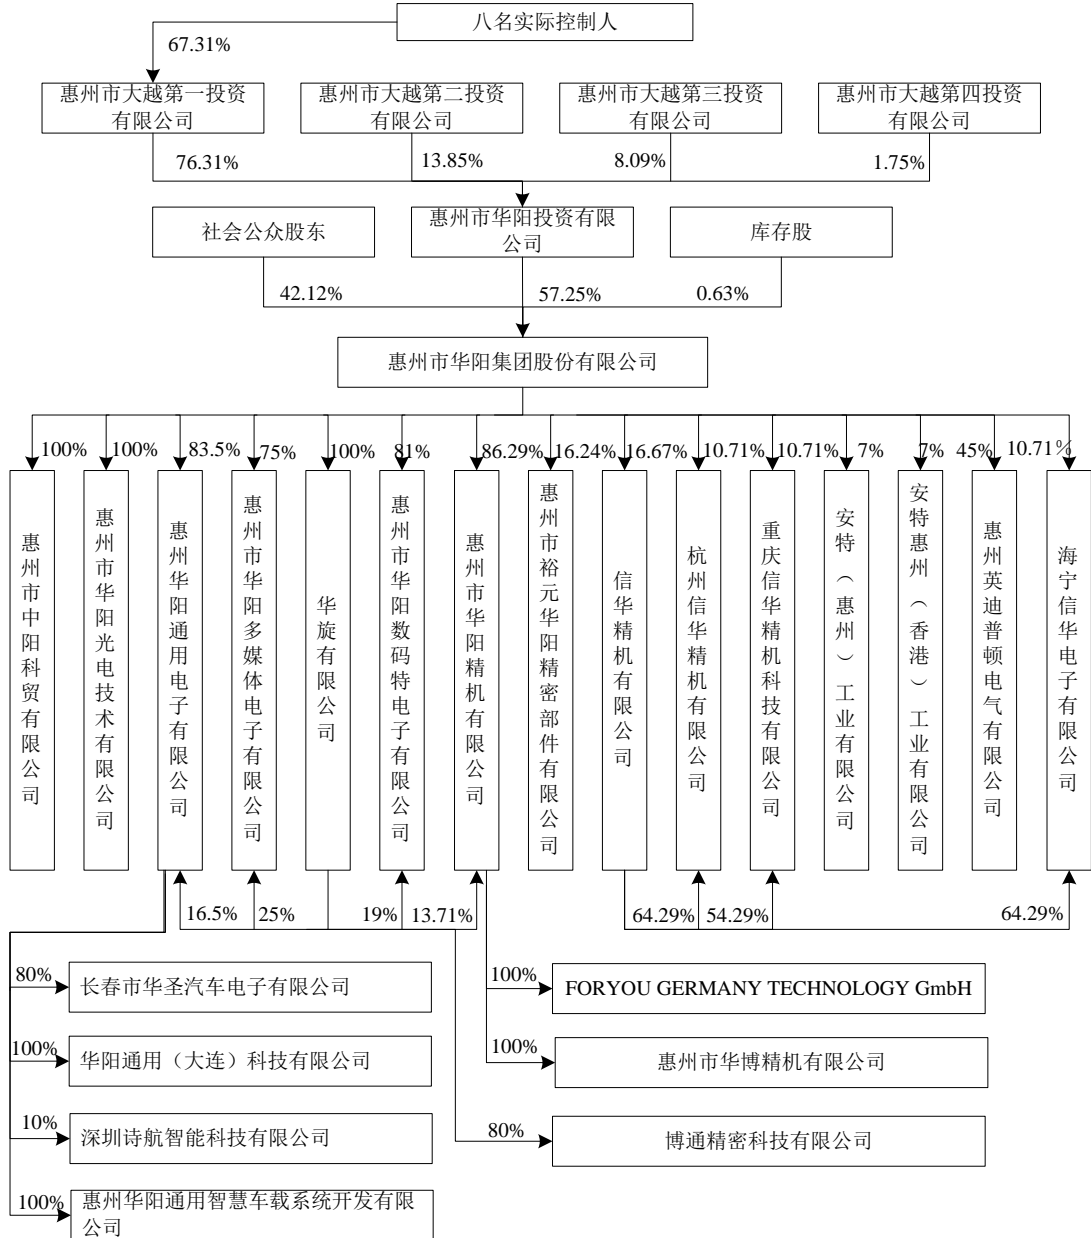 八名实际控制人
67.31%
惠州市大越第一投资
有限公司
惠州市大越第二投资
有限公司
惠州市大越第三投资
有限公司
惠州市大越第四投资
有限公司
76.31%
13.85%
8.09%
1.75%
社会公众股东
惠州市华阳投资有限
公司
库存股
42.12%
57.25%
0.63%
惠州市华阳集团股份有限公司
100%
100%
83.5%
75%
100%
81%
86.29%
16.24%
16.67%
10.71%
10.71%
7%
7%
45%
10.71%
惠州市中阳科贸有限公司
惠州市华阳光电技术有限公司
惠州华阳通用电子有限公司
惠州市华阳多媒体电子有限公司
华旋有限公司
惠州市华阳数码特电子有限公司
惠州市华阳精机有限公司
惠州市裕元华阳精密部件有限公司
信华精机有限公司
杭州信华精机有限公司
重庆信华精机科技有限公司
安特（惠州）工业有限公司
安特惠州（香港）工业有限公司
惠州英迪普顿电气有限公司
海宁信华电子有限公司
16.5%
25%
19%
13.71%
64.29%
54.29%
64.29%
80%
长春市华圣汽车电子有限公司
100%
FORYOU GERMANY TECHNOLOGY GmbH
100%
华阳通用（大连）科技有限公司
100%
惠州市华博精机有限公司
10%
深圳诗航智能科技有限公司
80%
博通精密科技有限公司
100%
惠州华阳通用智慧车载系统开发有限
公司